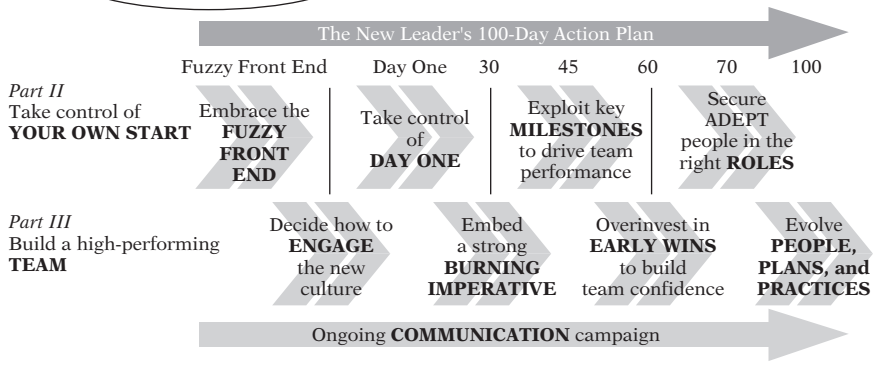 The New Leader's 100-Day Action Plan
Fuzzy Front End Day One 30 45 60 70 100
Part II
Take control of
YOUR OWN START
Embrace the
FUZZY
FRONT
END
Take control
of
DAY ONE
Exploit key
MILESTONES
to drive team
performance
Secure
ADEPT
people in the
right ROLES
Part III
Build a high-performing
TEAM
Decide how to
ENGAGE
the new
culture
Embed
a strong
BURNING
IMPERATIVE
Overinvest in
EARLY WINS
to build
team confidence
Evolve
PEOPLE,
PLANS, and
PRACTICES
Ongoing COMMUNICATION campaign